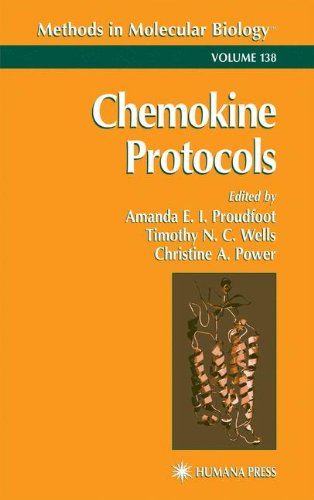 Methods in Molecular Biology™
VOLUME 138
Chemokine
Protocols
Edited by
Amanda E. I. Proudfoot
Timothy N. C. Wells
Christine A. Power
HUMANA PRESS